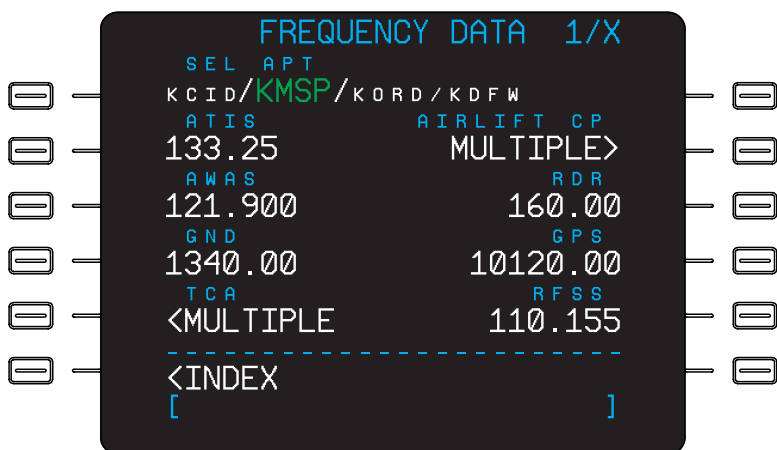 FREQUENCY DATA 1/X
SEL APT
KCID/KMSP/KORD/KDFW
ATIS AIRLIFT CP
133.25 MULTIPLE>
AWAS RDR
121.900 160.00
GND GPS
1340.00 10120.00
TCA RFSS
<MULTIPLE 110.155
--------------------------------
<INDEX
[ ]